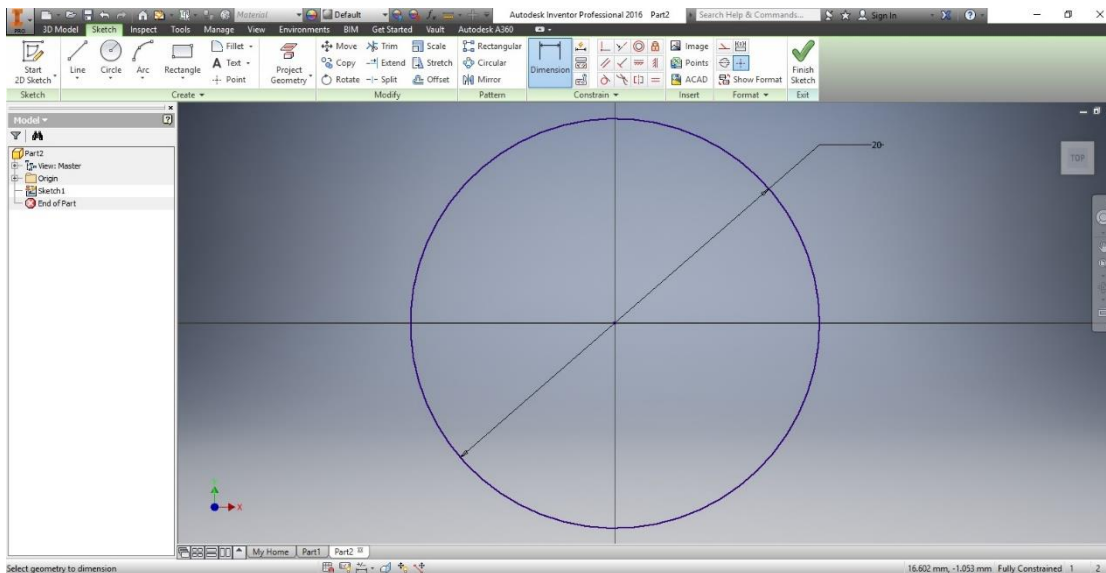 PRO
Material
Default
Autodesk Inventor Professional 2016 Part2
Search Help & Commands...
Sign In
3D Model Sketch Inspect Tools Manage View Environments BIM Get Started Vault Autodesk A360
Start 2D Sketch
Line
Circle
Arc
Rectangle
Fillet
Text
Point
Project Geometry
Move
Copy
Rotate
Trim
Extend
Split
Scale
Stretch
Offset
Rectangular
Circular
Mirror
Dimension
Image
Points
ACAD
Show Format
Finish Sketch
Sketch Create Modify Pattern Constrain Insert Format Exit
Model
Part2
View: Master
Origin
Sketch1
End of Part
20
TOP
Y
X
My Home Part1 Part2
Select geometry to dimension
16.602 mm, -1.053 mm Fully Constrained 1 2